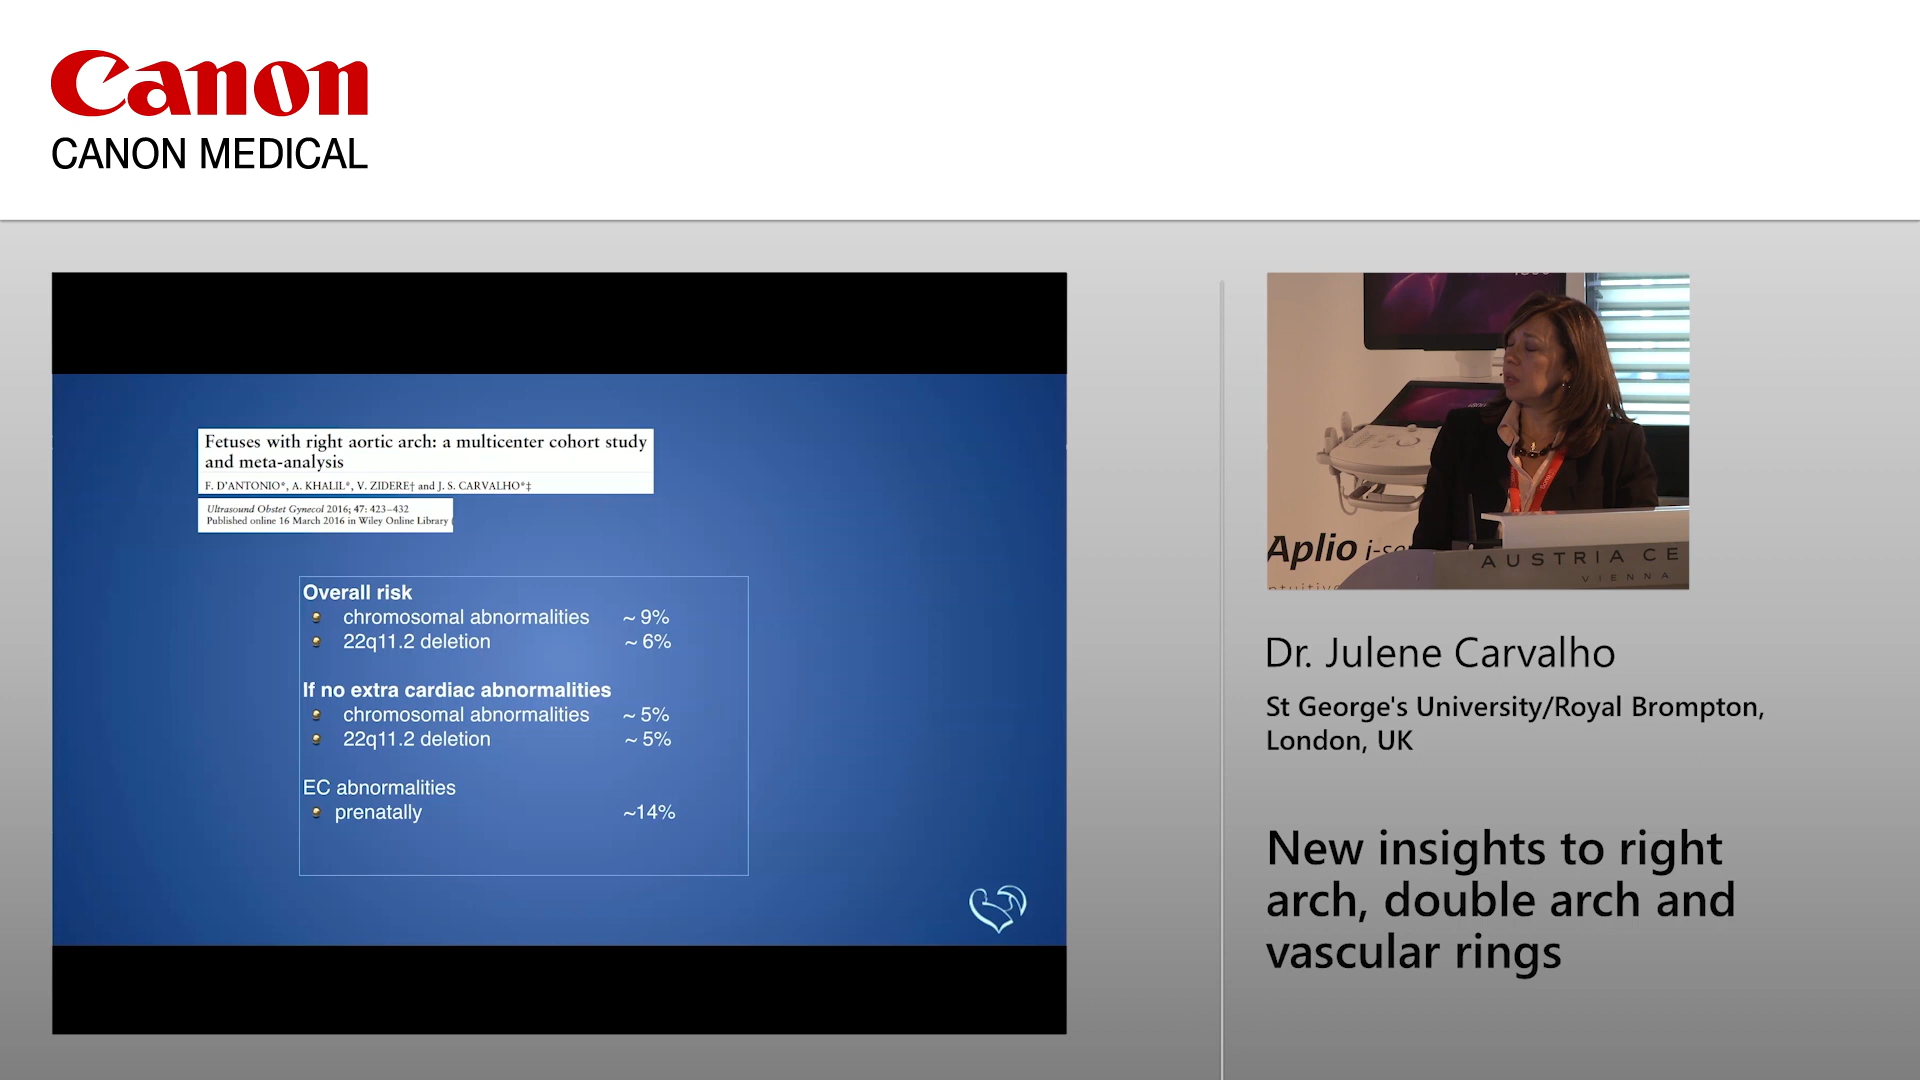 Canon
CANON MEDICAL
Fetuses with right aortic arch: a multicenter cohort study
and meta-analysis
F. D'ANTONIO*, A. KHALIL*, V. ZIDERE† and J. S. CARVALHO*‡
Ultrasound Obstet Gynecol 2016; 47: 423–432
Published online 16 March 2016 in Wiley Online Library (
Overall risk
chromosomal abnormalities ~ 9%
22q11.2 deletion ~ 6%
If no extra cardiac abnormalities
chromosomal abnormalities ~ 5%
22q11.2 deletion ~ 5%
EC abnormalities
prenatally ~14%
Aplio i-se
AUSTRIA CE
VIENNA
Dr. Julene Carvalho
St George's University/Royal Brompton,
London, UK
New insights to right
arch, double arch and
vascular rings